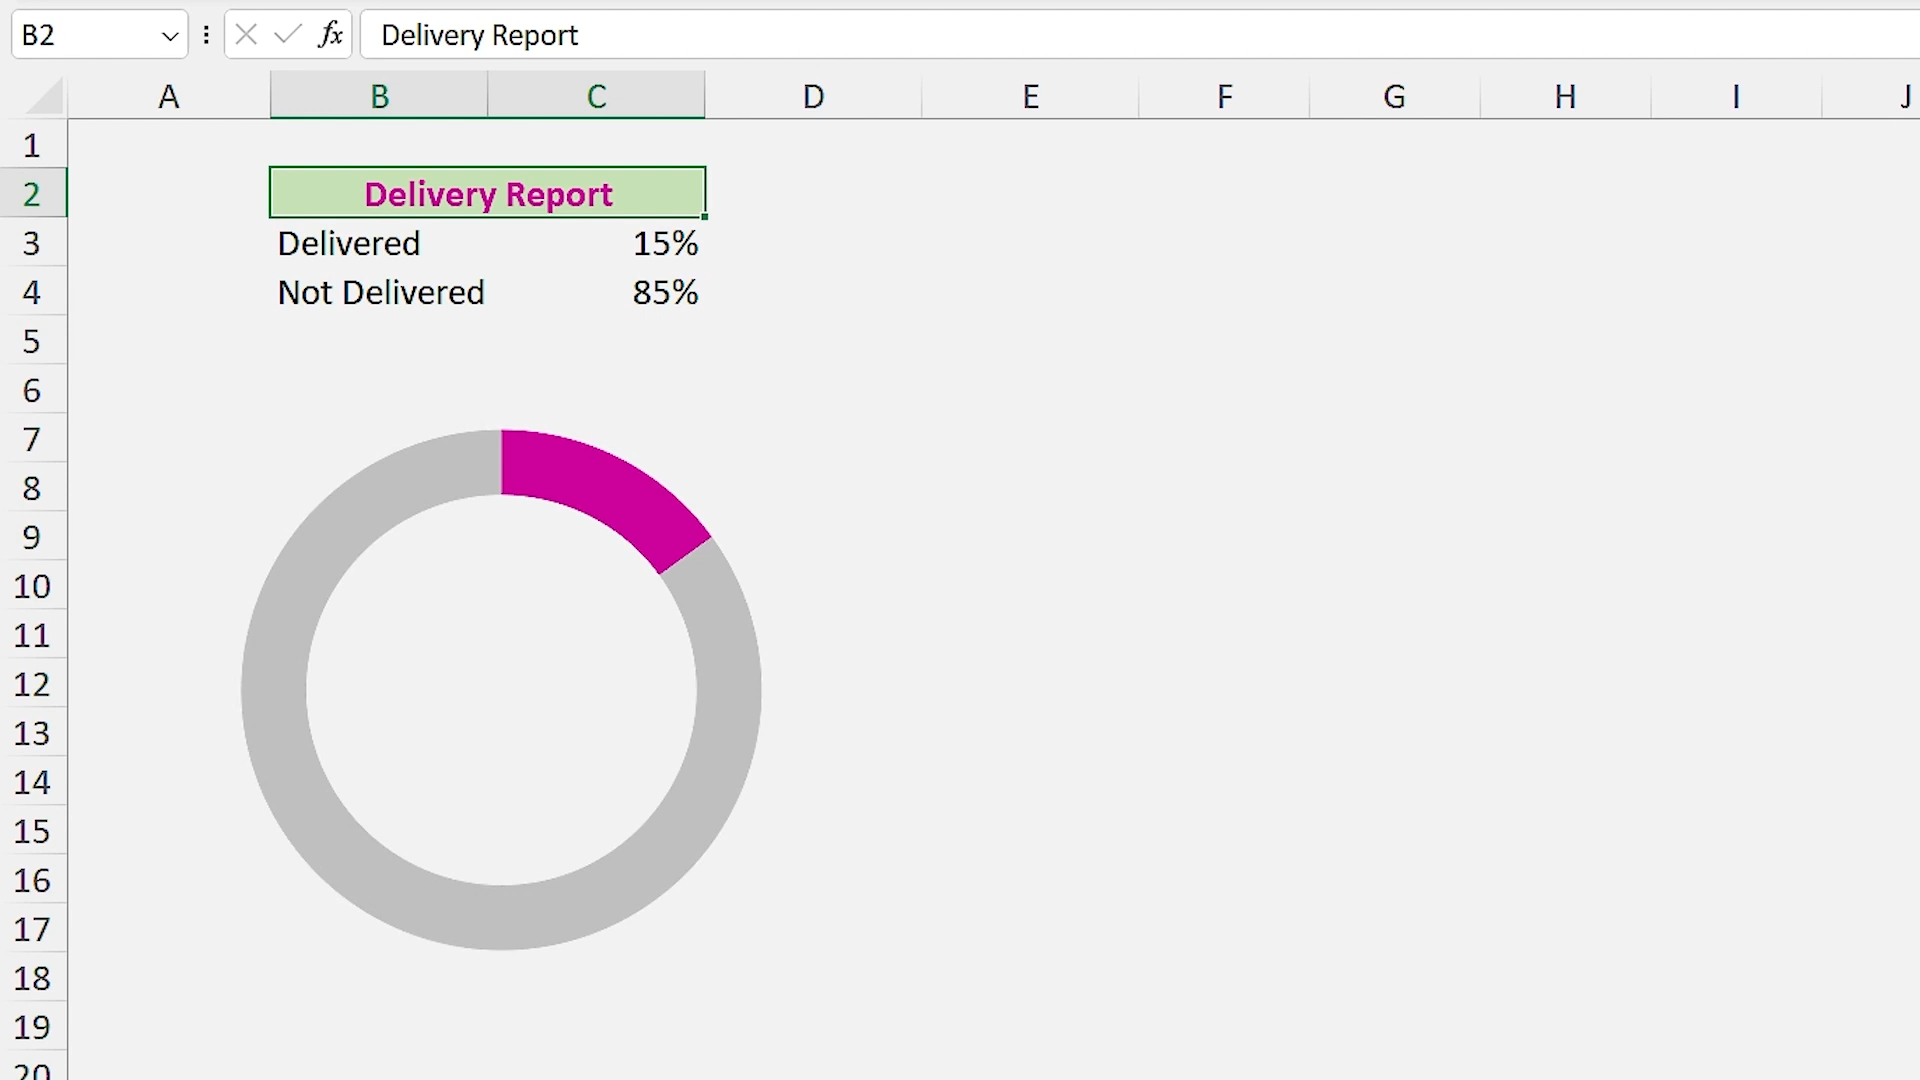 B2
fx
Delivery Report
A B C D E F G H I J
1
2 Delivery Report
3 Delivered 15%
4 Not Delivered 85%
5
6
7
8
9
10
11
12
13
14
15
16
17
18
19
20